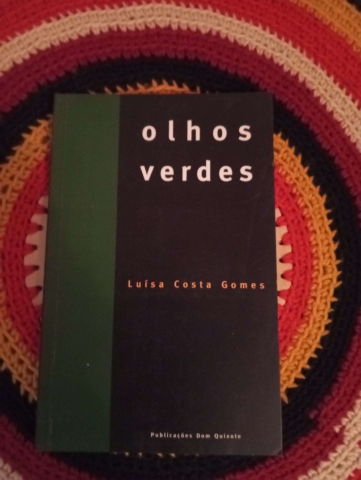 olhos
verdes
Luísa Costa Gomes
Publicações Dom Quixote